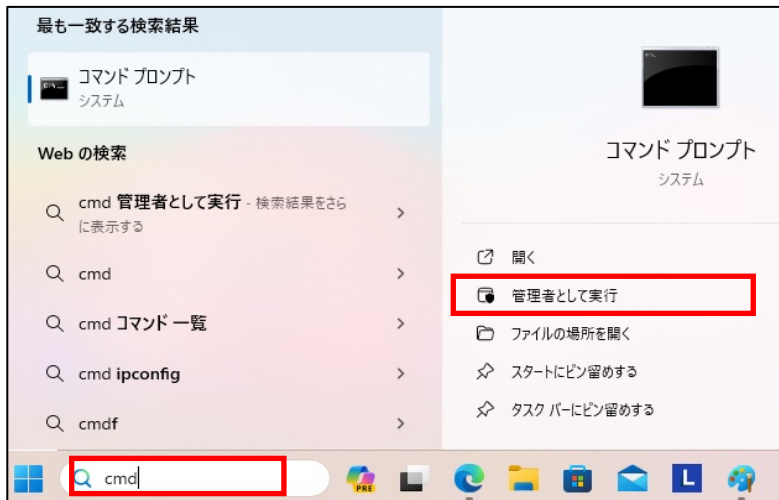 最も一致する検索結果
コマンド プロンプト
システム
Web の検索
cmd 管理者として実行 - 検索結果をさら
に表示する
cmd
cmd コマンド 一覧
cmd ipconfig
cmdf
コマンド プロンプト
システム
開く
管理者として実行
ファイルの場所を開く
スタートにピン留めする
タスク バーにピン留めする
cmd
PRE
L